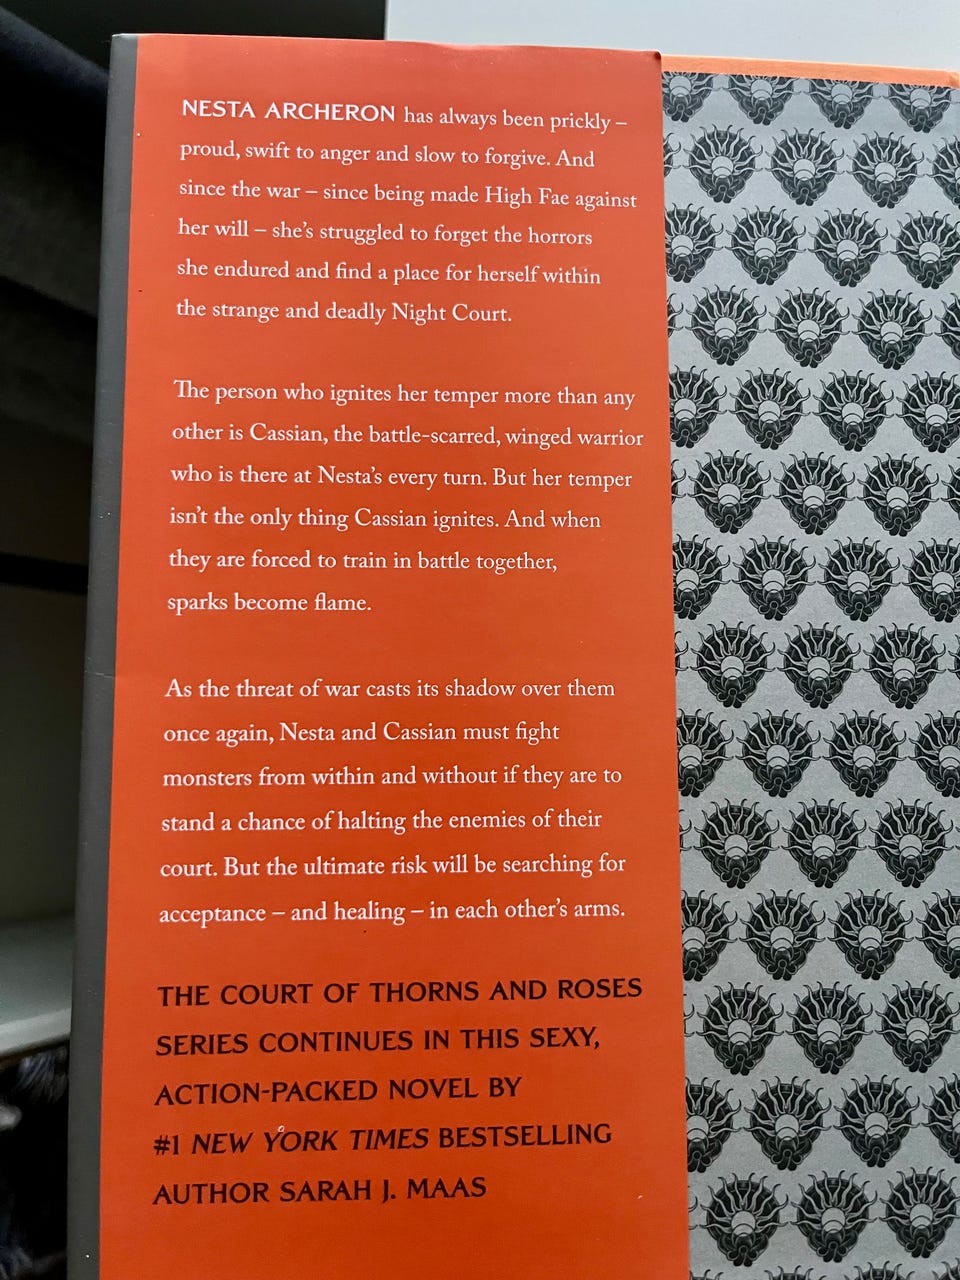 NESTA ARCHERON has always been prickly –
proud, swift to anger and slow to forgive. And
since the war – since being made High Fae against
her will – she’s struggled to forget the horrors
she endured and find a place for herself within
the strange and deadly Night Court.
The person who ignites her temper more than any
other is Cassian, the battle-scarred, winged warrior
who is there at Nesta’s every turn. But her temper
isn’t the only thing Cassian ignites. And when
they are forced to train in battle together,
sparks become flame.
As the threat of war casts its shadow over them
once again, Nesta and Cassian must fight
monsters from within and without if they are to
stand a chance of halting the enemies of their
court. But the ultimate risk will be searching for
acceptance – and healing – in each other’s arms.
THE COURT OF THORNS AND ROSES
SERIES CONTINUES IN THIS SEXY,
ACTION-PACKED NOVEL BY
#1 NEW YORK TIMES BESTSELLING
AUTHOR SARAH J. MAAS